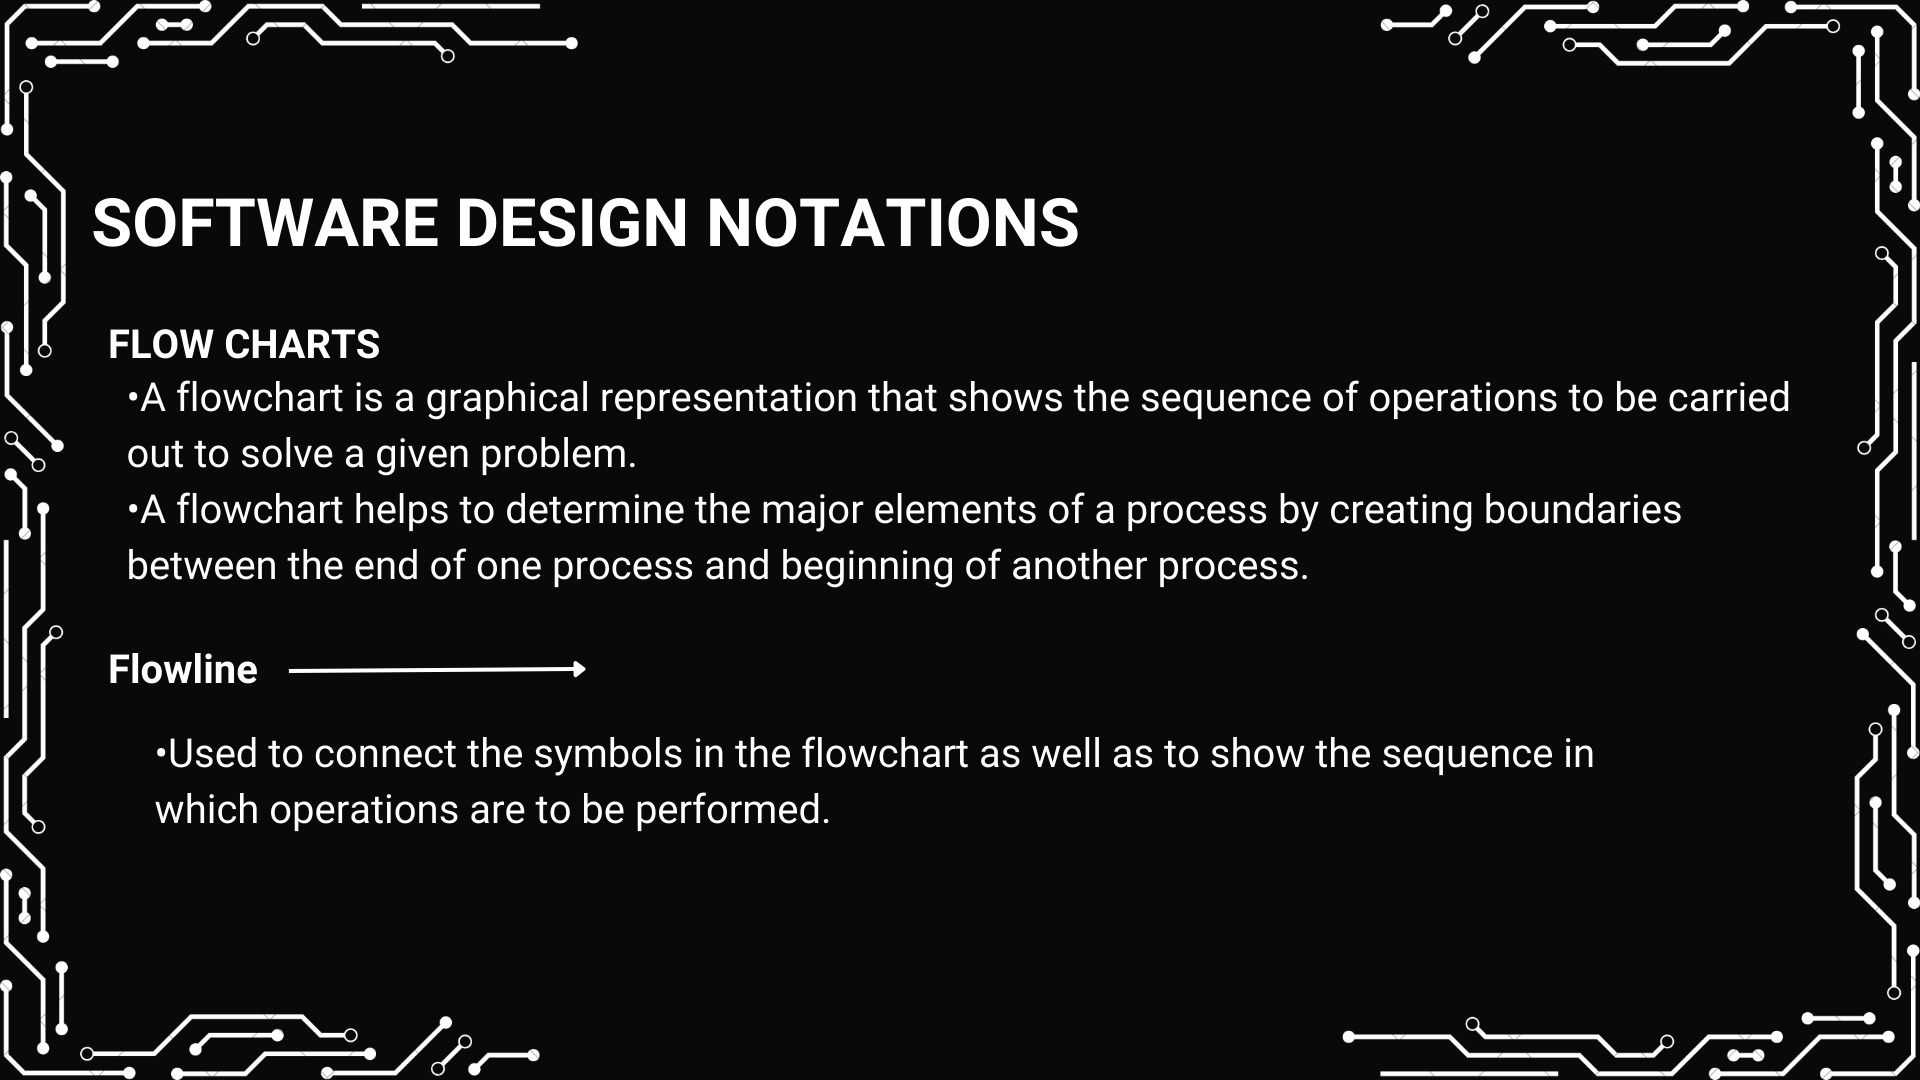 SOFTWARE DESIGN NOTATIONS
FLOW CHARTS
•A flowchart is a graphical representation that shows the sequence of operations to be carried
out to solve a given problem.
•A flowchart helps to determine the major elements of a process by creating boundaries
between the end of one process and beginning of another process.
Flowline
•Used to connect the symbols in the flowchart as well as to show the sequence in
which operations are to be performed.